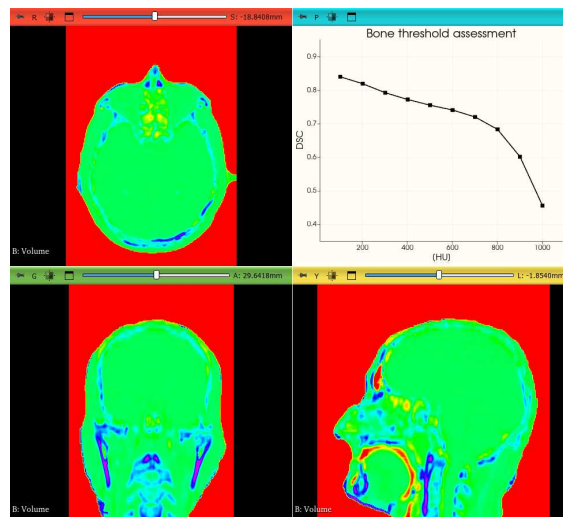 R S: -18.8408mm
B: Volume
P
Bone threshold assessment
0.9
0.8
0.7
0.6
0.5
0.4
DSC
200 400 600 800 1000
[HU]
G A: 29.6418mm
B: Volume
Y L: -1.8540mm
B: Volume